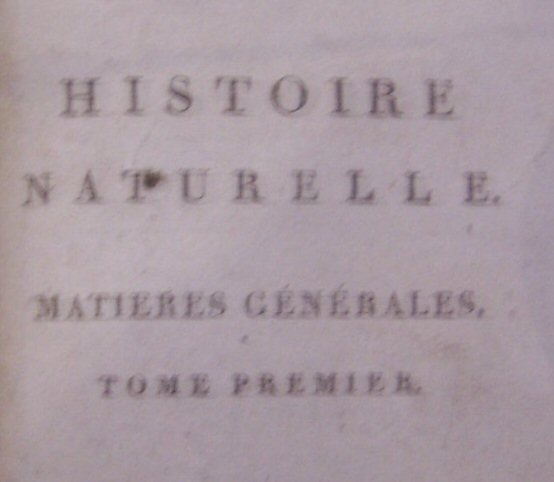 HISTOIRE
NATURELLE.
MATIERES GÉNÉRALES,
TOME PREMIER.